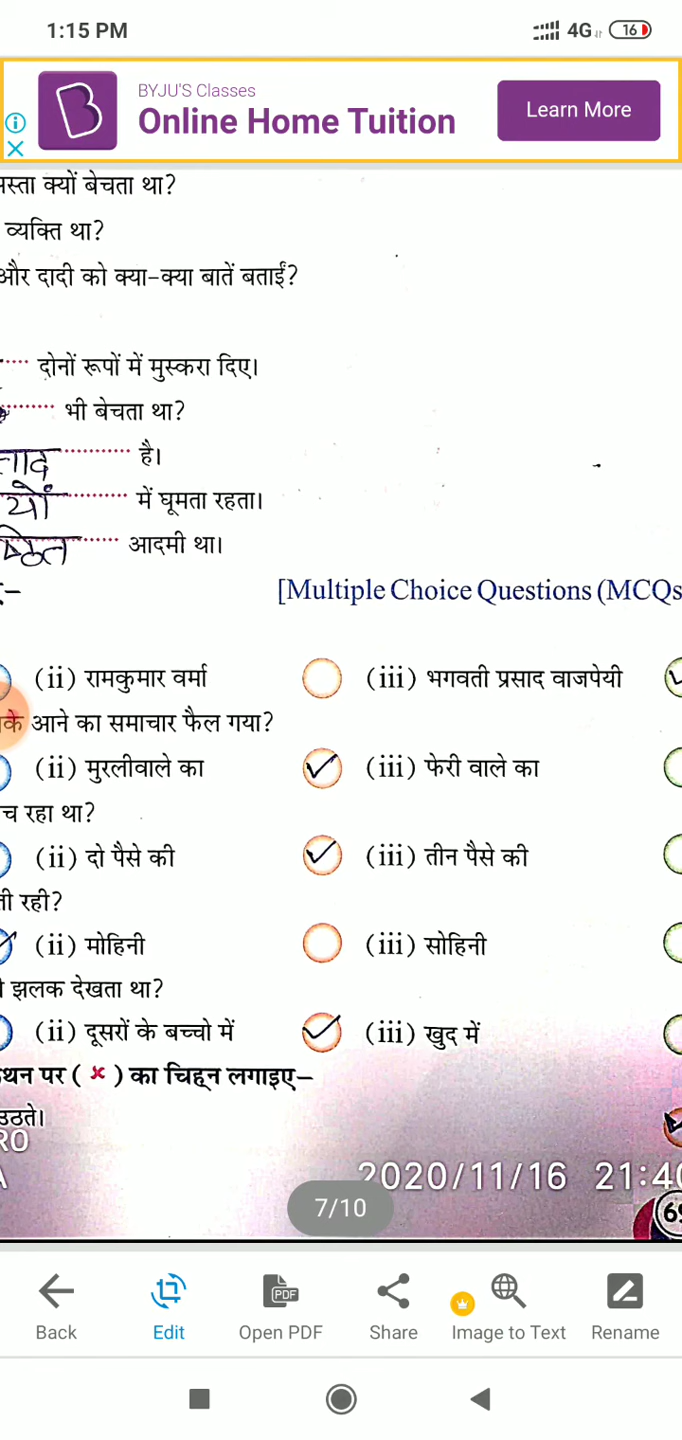 1:15 PM 4G 16
BYJU'S Classes
Online Home Tuition
Learn More
क्यों बेचता था?
व्यक्ति था?
और दादी को क्या-क्या बातें बताईं?
दोनों रूपों में मुस्करा दिए।
भी बेचता था?
है।
में घूमता रहता।
आदमी था।
[Multiple Choice Questions (MCQs
(ii) रामकुमार वर्मा (iii) भगवती प्रसाद वाजपेयी
के आने का समाचार फैल गया?
(ii) मुरलीवाले का (iii) फेरी वाले का
च रहा था?
(ii) दो पैसे की (iii) तीन पैसे की
ती रही?
(ii) मोहिनी (iii) सोहिनी
झलक देखता था?
(ii) दूसरों के बच्चो में (iii) खुद में
थन पर ( × ) का चिह्न लगाइए–
उठते।
RO
A
2020/11/16 21:40
7/10
Back
Edit
Open PDF
Share
Image to Text
Rename